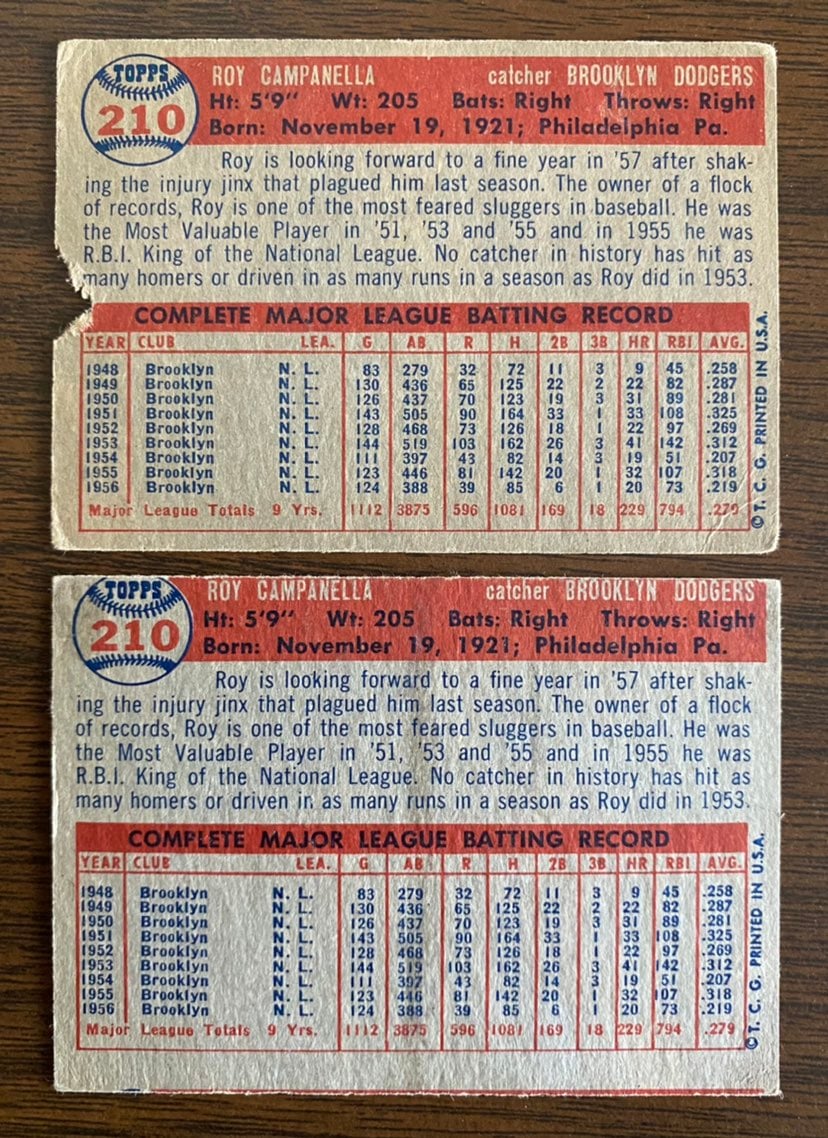 TOPPS
210
ROY CAMPANELLA catcher BROOKLYN DODGERS
Ht: 5'9" Wt: 205 Bats: Right Throws: Right
Born: November 19, 1921; Philadelphia Pa.
Roy is looking forward to a fine year in '57 after shak-
ing the injury jinx that plagued him last season. The owner of a flock
of records, Roy is one of the most feared sluggers in baseball. He was
the Most Valuable Player in '51, '53 and '55 and in 1955 he was
R.B.I. King of the National League. No catcher in history has hit as
many homers or driven in as many runs in a season as Roy did in 1953.
COMPLETE MAJOR LEAGUE BATTING RECORD
YEAR CLUB LEA. G AB R H 2B 3B HR RBI AVG.
1948 Brooklyn N. L. 83 279 32 72 11 3 9 45 .258
1949 Brooklyn N. L. 130 436 65 125 22 2 22 82 .287
1950 Brooklyn N. L. 126 437 70 123 19 3 31 89 .281
1951 Brooklyn N. L. 143 505 90 164 33 1 33 108 .325
1952 Brooklyn N. L. 128 468 73 126 18 1 22 97 .269
1953 Brooklyn N. L. 144 519 103 162 26 3 41 142 .312
1954 Brooklyn N. L. 111 397 43 82 14 3 19 51 .207
1955 Brooklyn N. L. 123 446 81 142 20 1 32 107 .318
1956 Brooklyn N. L. 124 388 39 85 6 1 20 73 .219
Major League Totals 9 Yrs. 1112 3875 596 1081 169 18 229 794 .279
©T. C. G. PRINTED IN U.S.A.
TOPPS
210
ROY CAMPANELLA catcher BROOKLYN DODGERS
Ht: 5'9" Wt: 205 Bats: Right Throws: Right
Born: November 19, 1921; Philadelphia Pa.
Roy is looking forward to a fine year in '57 after shak-
ing the injury jinx that plagued him last season. The owner of a flock
of records, Roy is one of the most feared sluggers in baseball. He was
the Most Valuable Player in '51, '53 and '55 and in 1955 he was
R.B.I. King of the National League. No catcher in history has hit as
many homers or driven in as many runs in a season as Roy did in 1953.
COMPLETE MAJOR LEAGUE BATTING RECORD
YEAR CLUB LEA. G AB R H 2B 3B HR RBI AVG.
1948 Brooklyn N. L. 83 279 32 72 11 3 9 45 .258
1949 Brooklyn N. L. 130 436 65 125 22 2 22 82 .287
1950 Brooklyn N. L. 126 437 70 123 19 3 31 89 .281
1951 Brooklyn N. L. 143 505 90 164 33 1 33 108 .325
1952 Brooklyn N. L. 128 468 73 126 18 1 22 97 .269
1953 Brooklyn N. L. 144 519 103 162 26 3 41 142 .312
1954 Brooklyn N. L. 111 397 43 82 14 3 19 51 .207
1955 Brooklyn N. L. 123 446 81 142 20 1 32 107 .318
1956 Brooklyn N. L. 124 388 39 85 6 1 20 73 .219
Major League Totals 9 Yrs. 1112 3875 596 1081 169 18 229 794 .279
©T. C. G. PRINTED IN U.S.A.